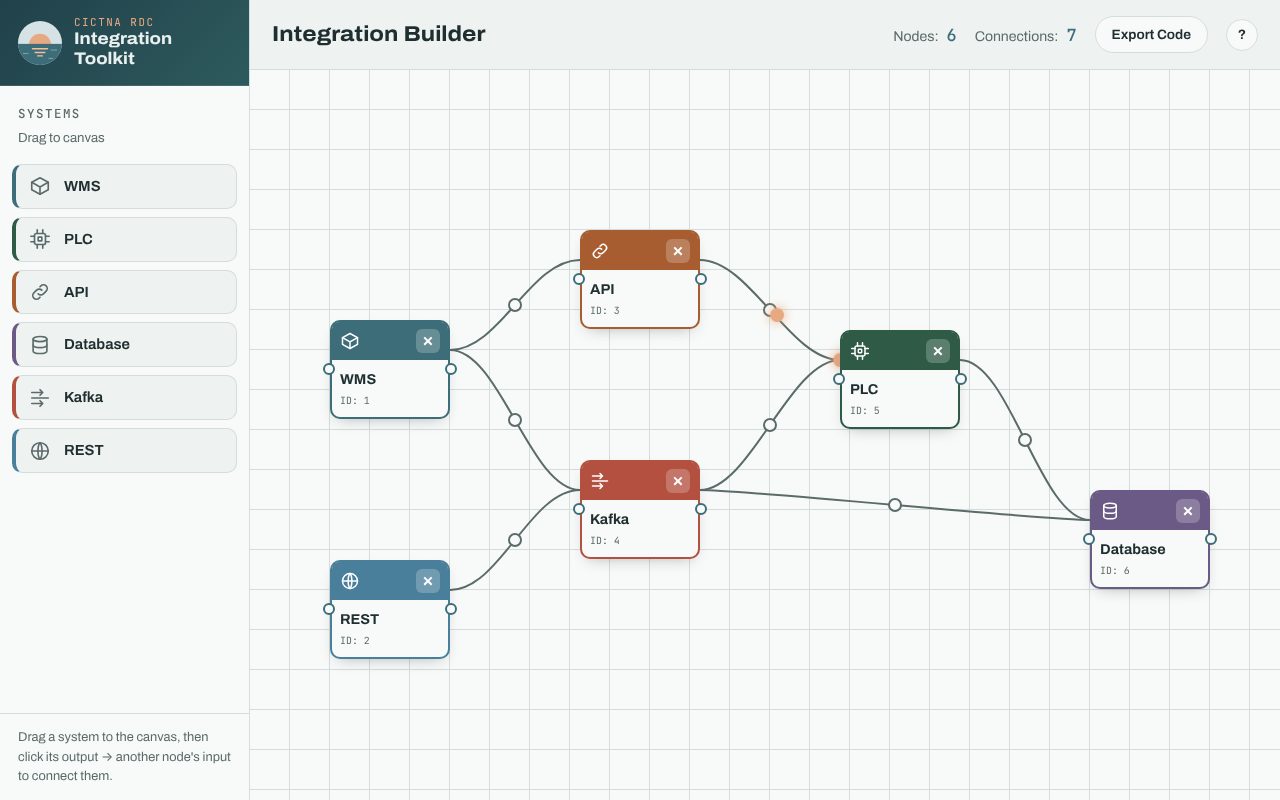 CICTNA RDC
Integration
Toolkit
Integration Builder
Nodes: 6
Connections: 7
Export Code
?
SYSTEMS
Drag to canvas
WMS
PLC
API
Database
Kafka
REST
API
ID: 3
WMS
ID: 1
PLC
ID: 5
Kafka
ID: 4
Database
ID: 6
REST
ID: 2
Drag a system to the canvas, then
click its output → another node's input
to connect them.